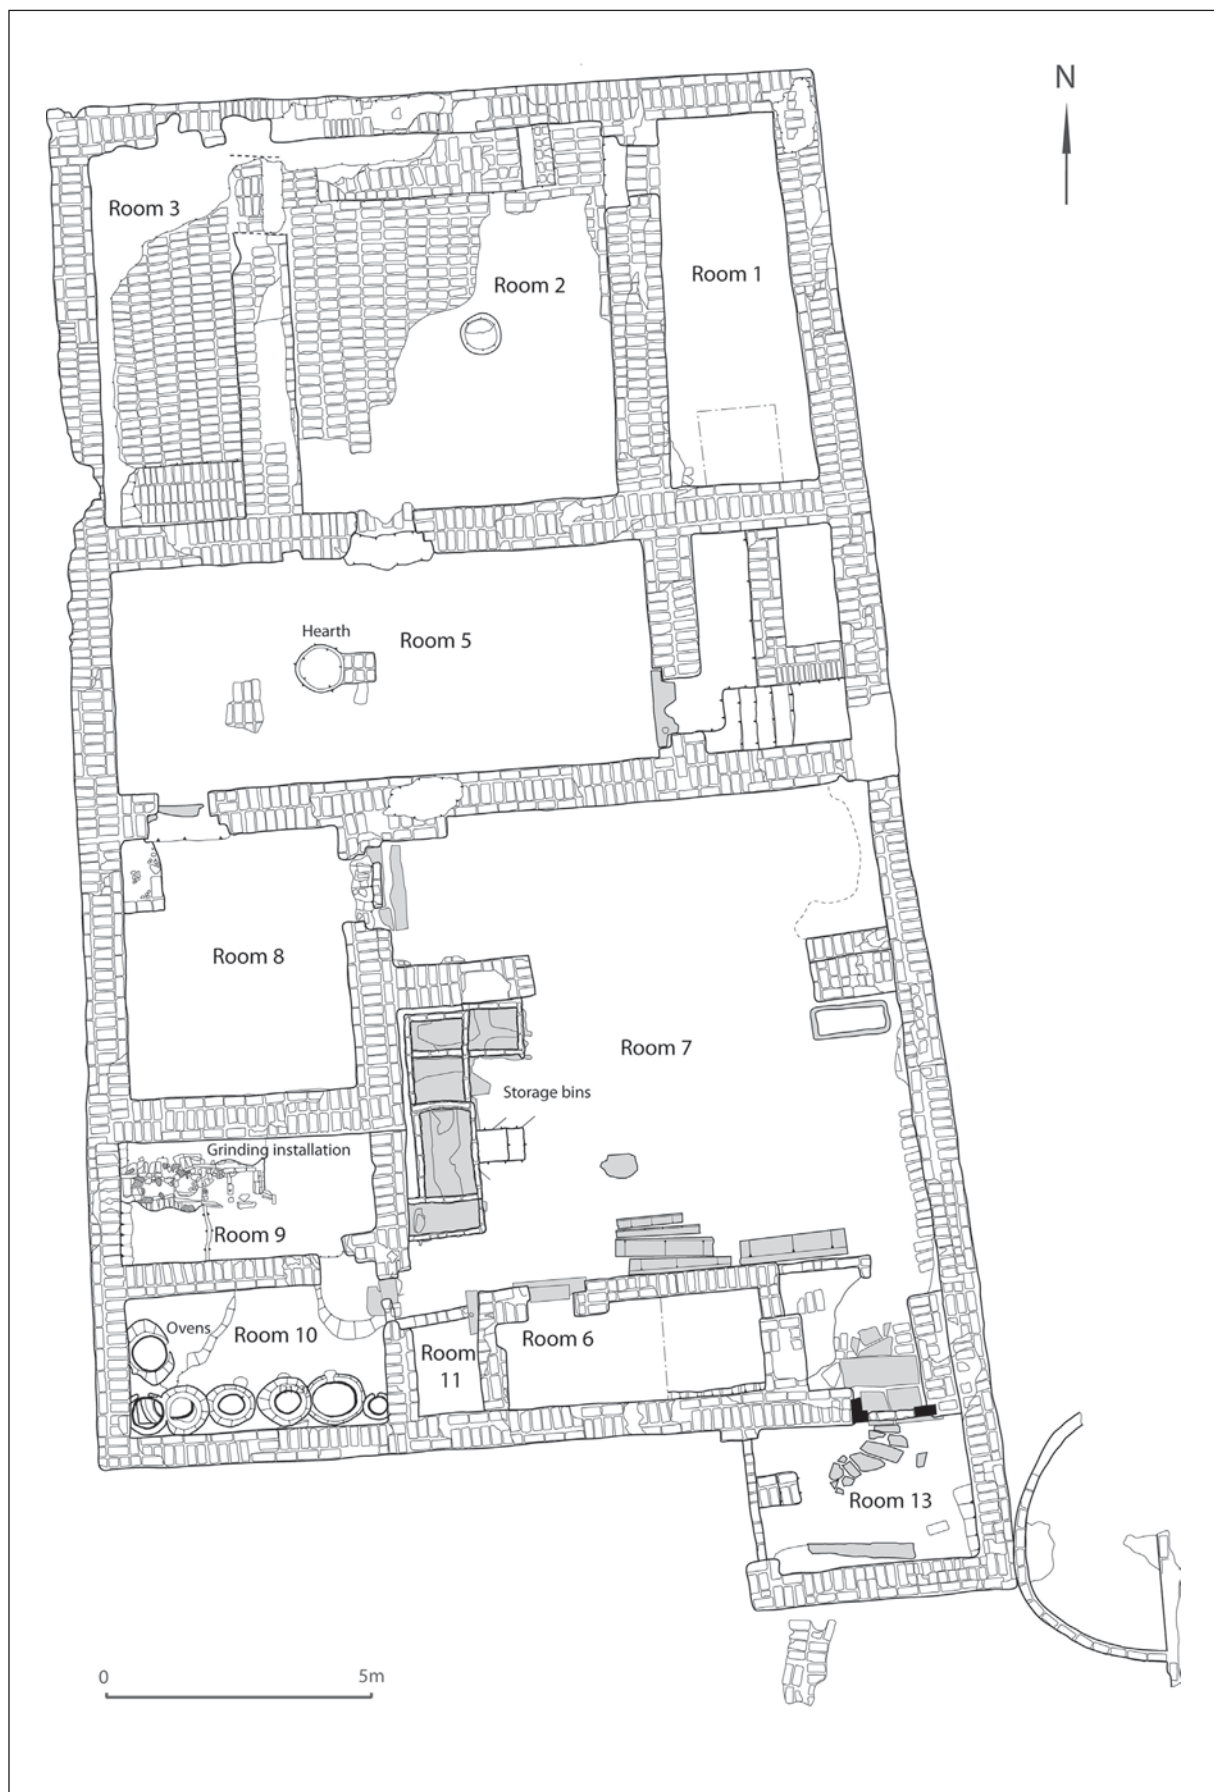 N
Room 3
Room 2
Room 1
Hearth
Room 5
Room 8
Room 7
Storage bins
Grinding installation
Room 9
Ovens
Room 10
Room
11
Room 6
Room 13
0
5m